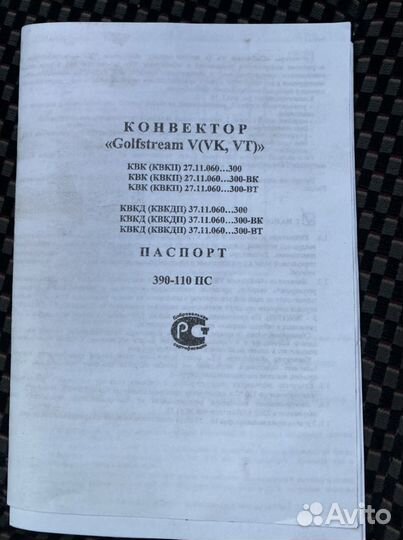 КОНВЕКТОР
«Golfstream V(VK, VT)»
КВК (КВКП) 27.11.060...300
КВК (КВКП) 27.11.060...300-ВК
КВК (КВКП) 27.11.060...300-ВТ
КВКД (КВКДП) 37.11.060...300
КВКД (КВКДП) 37.11.060...300-ВК
КВКД (КВКДП) 37.11.060...300-ВТ
ПАСПОРТ
390-110 ПС
Добровольная
сертификация
Avito